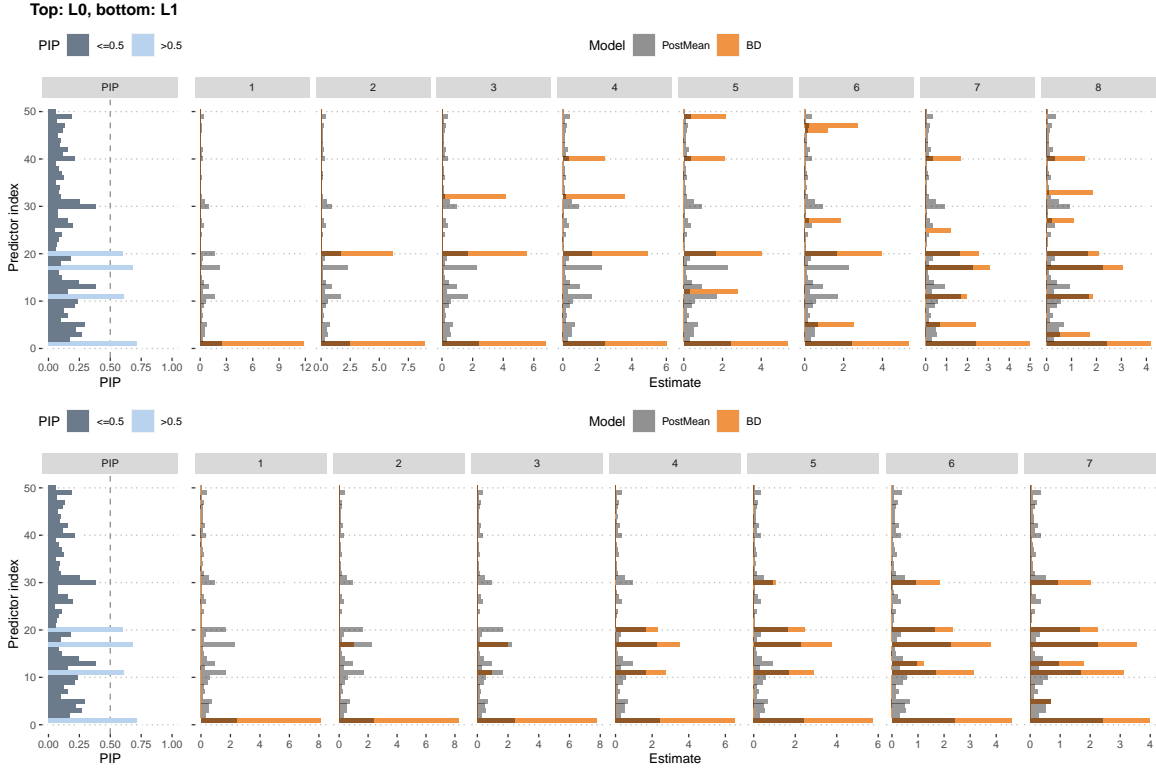 Top: L0, bottom: L1
PIP <=0.5 >0.5 Model PostMean BD
PIP 1 2 3 4 5 6 7 8
50
40
30
20
10
0
Predictor index
0.00 0.25 0.50 0.75 1.00 0 3 6 9 12 0.0 2.5 5.0 7.5 0 2 4 6 0 2 4 6 0 2 4 0 1 2 3 4 5 0 1 2 3 4 5 0 1 2 3 4
PIP Estimate
PIP <=0.5 >0.5 Model PostMean BD
PIP 1 2 3 4 5 6 7
50
40
30
20
10
0
Predictor index
0.00 0.25 0.50 0.75 1.00 0 2 4 6 8 0 2 4 6 8 0 2 4 6 8 0 2 4 6 0 2 4 6 0 1 2 3 4 0 1 2 3 4
PIP Estimate